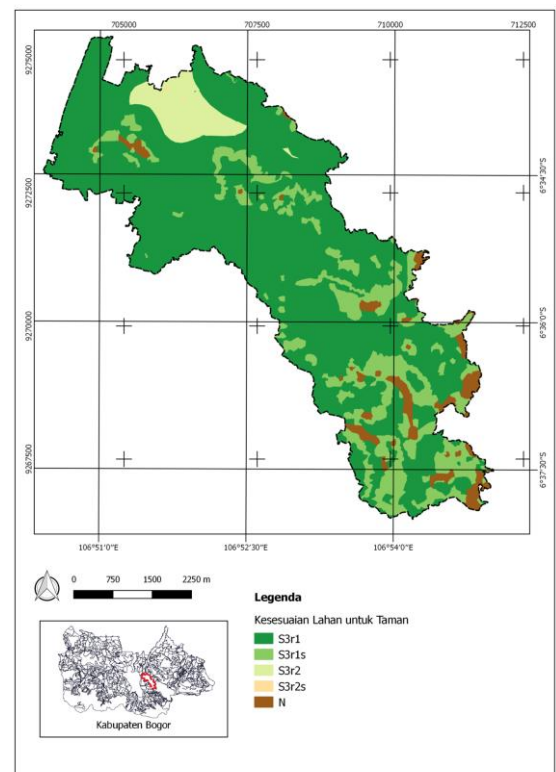 705000 707500 710000 712500
9275000
6°34'30"S
9272500
6°36'0"S
9270000
6°37'30"S
9267500
106°51'0"E 106°52'30"E 106°54'0"E
0 750 1500 2250 m
Legenda
Kesesuaian Lahan untuk Taman
S3r1
S3r1s
S3r2
S3r2s
N
Kabupaten Bogor